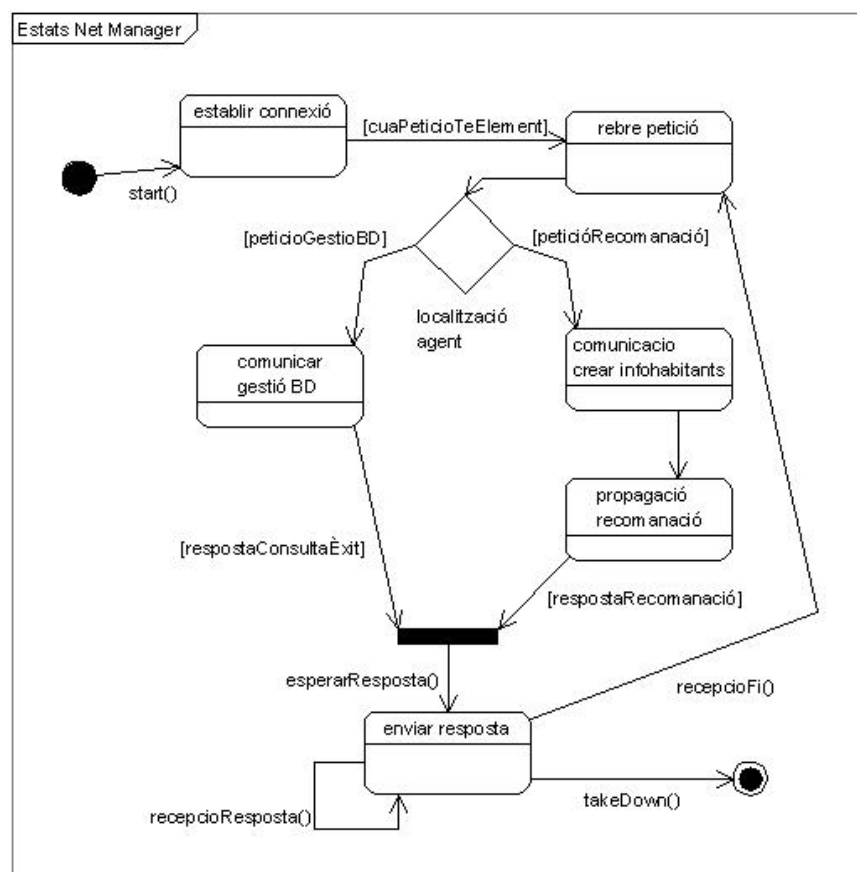 Estats Net Manager
establir connexió
[cuaPeticioTeElement]
rebre petició
start()
[peticioGestioBD]
[peticióRecomanació]
localització
agent
comunicar
gestió BD
comunicacio
crear infohabitants
propagació
recomanació
[respostaConsultaÈxit]
[respostaRecomanació]
esperarResposta()
recepcioFi()
enviar resposta
recepcioResposta()
takeDown()